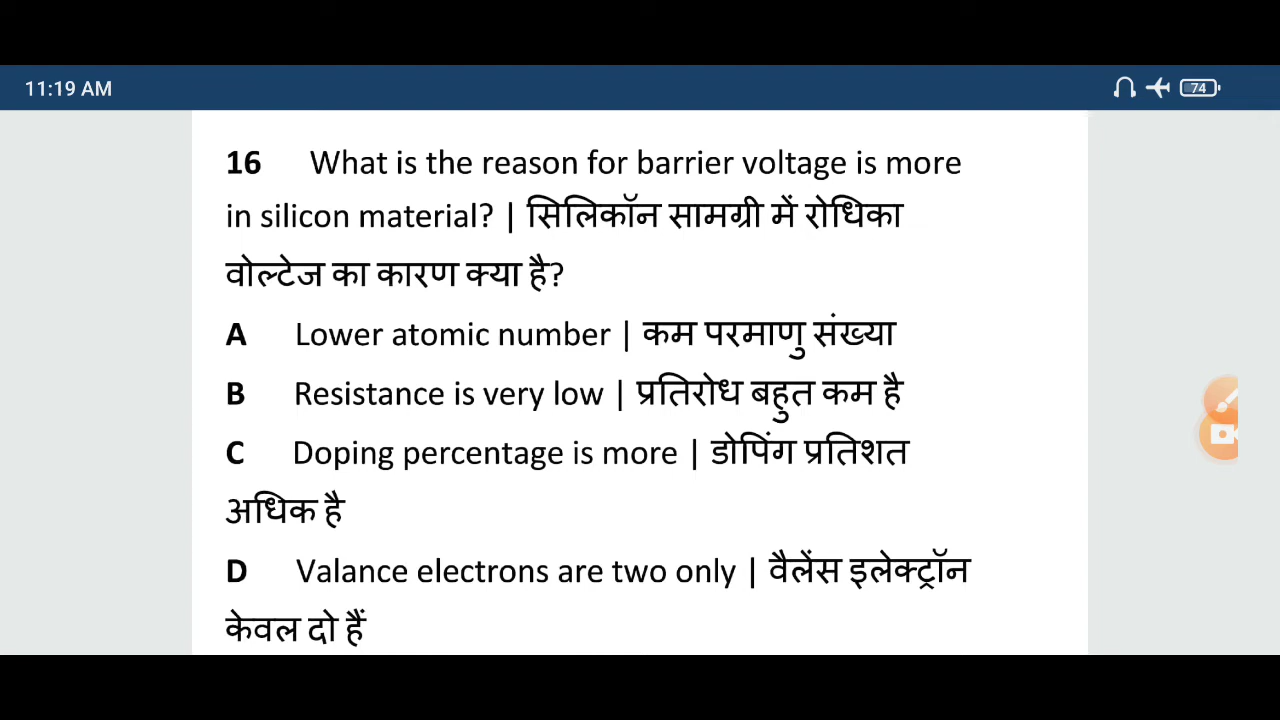 11:19 AM 74
16 What is the reason for barrier voltage is more
in silicon material? | सिलिकॉन सामग्री में रोधिका
वोल्टेज का कारण क्या है?
A Lower atomic number | कम परमाणु संख्या
B Resistance is very low | प्रतिरोध बहुत कम है
C Doping percentage is more | डोपिंग प्रतिशत
अधिक है
D Valance electrons are two only | वैलेंस इलेक्ट्रॉन
केवल दो हैं